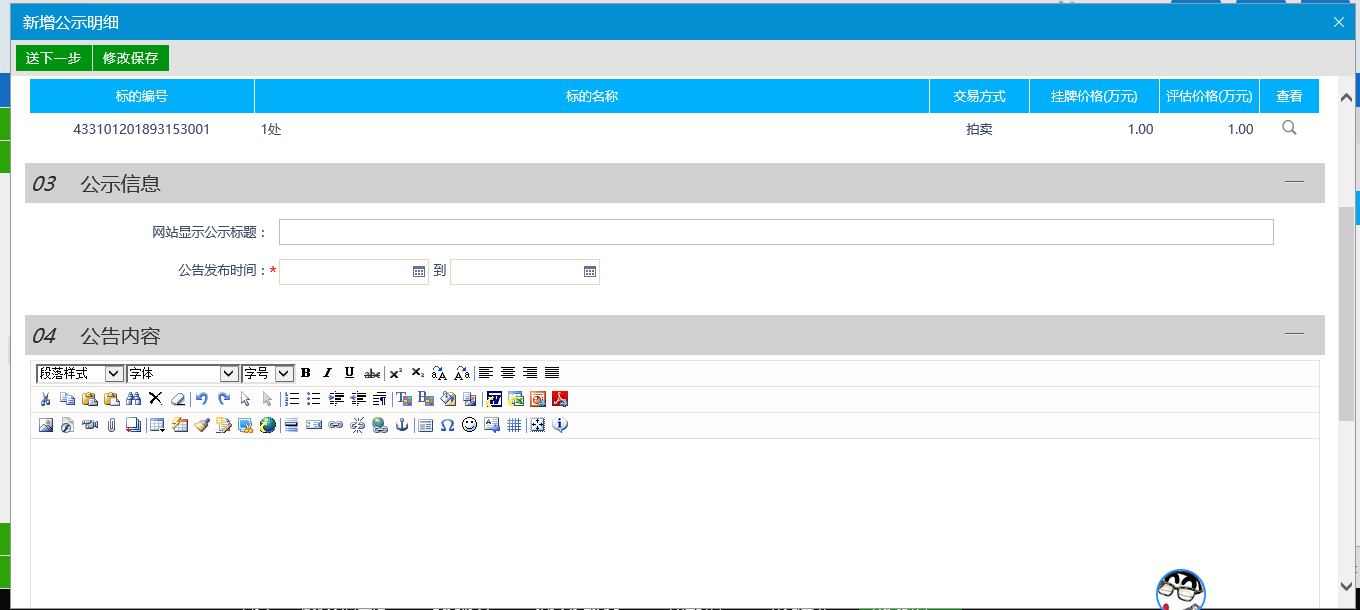 新增公示明细
送下一步 修改保存
标的编号 标的名称 交易方式 挂牌价格(万元) 评估价格(万元) 查看
433101201893153001 1处 拍卖 1.00 1.00
03 公示信息
网站显示公示标题：
公告发布时间：* 到
04 公告内容
段落样式 字体 字号 B I U abc